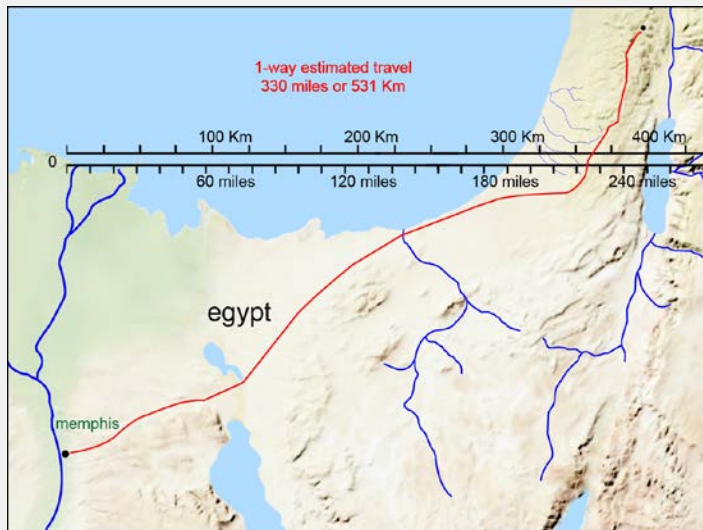 1-way estimated travel
330 miles or 531 Km
100 Km 200 Km 300 Km 400 Km
0
60 miles 120 miles 180 miles 240 miles
egypt
memphis